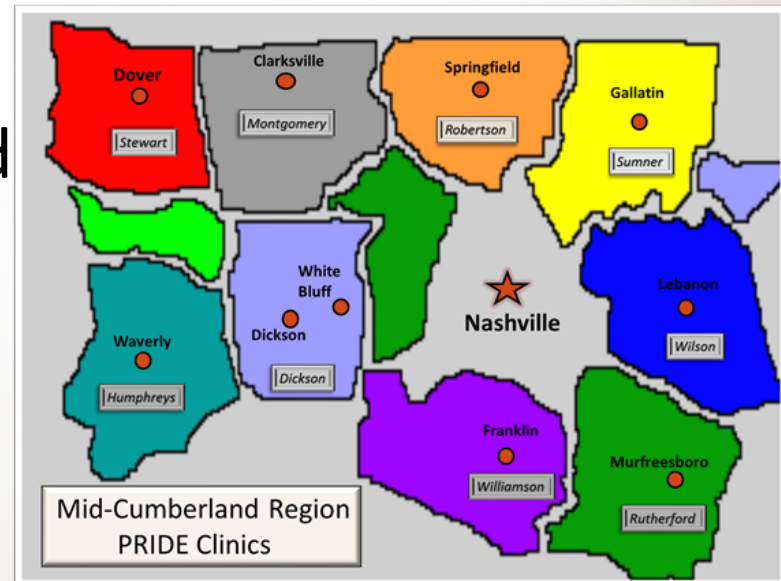 d
Dover
Stewart
Clarksville
Montgomery
Springfield
Robertson
Gallatin
Sumner
White
Bluff
Dickson
Dickson
Nashville
Lebanon
Wilson
Waverly
Humphreys
Franklin
Williamson
Murfreesboro
Rutherford
Mid-Cumberland Region
PRIDE Clinics